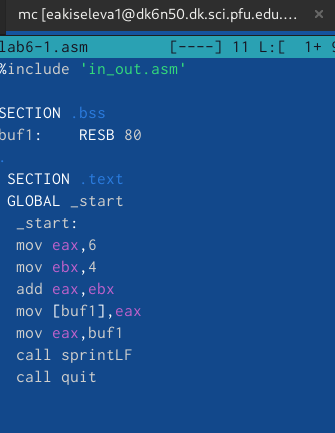 mc [eakiseleva1@dk6n50.dk.sci.pfu.edu....
lab6-1.asm [----] 11 L:[ 1+ 9
%include 'in_out.asm'
SECTION .bss
buf1: RESB 80
.
SECTION .text
GLOBAL _start
_start:
mov eax,6
mov ebx,4
add eax,ebx
mov [buf1],eax
mov eax,buf1
call sprintLF
call quit